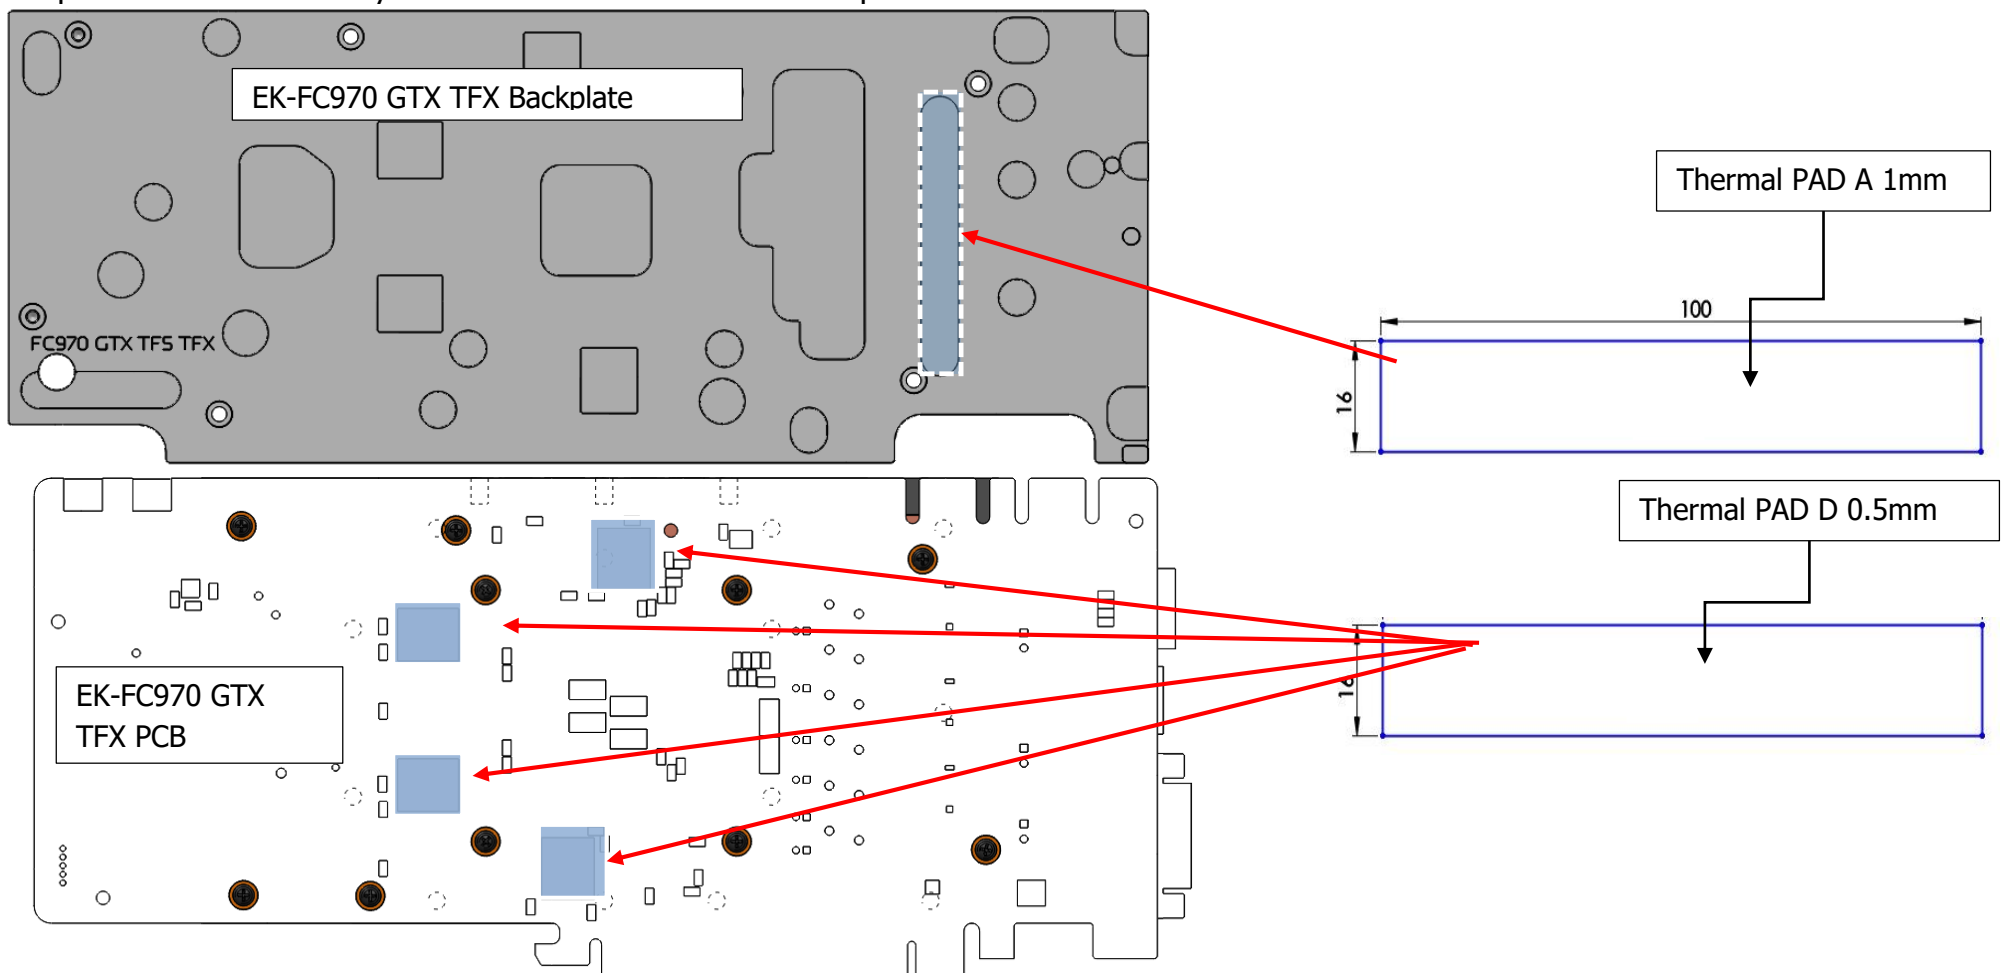 EK-FC970 GTX TFX Backplate
Thermal PAD A 1mm
100
16
FC970 GTX TF5 TFX
Thermal PAD D 0.5mm
16
EK-FC970 GTX
TFX PCB